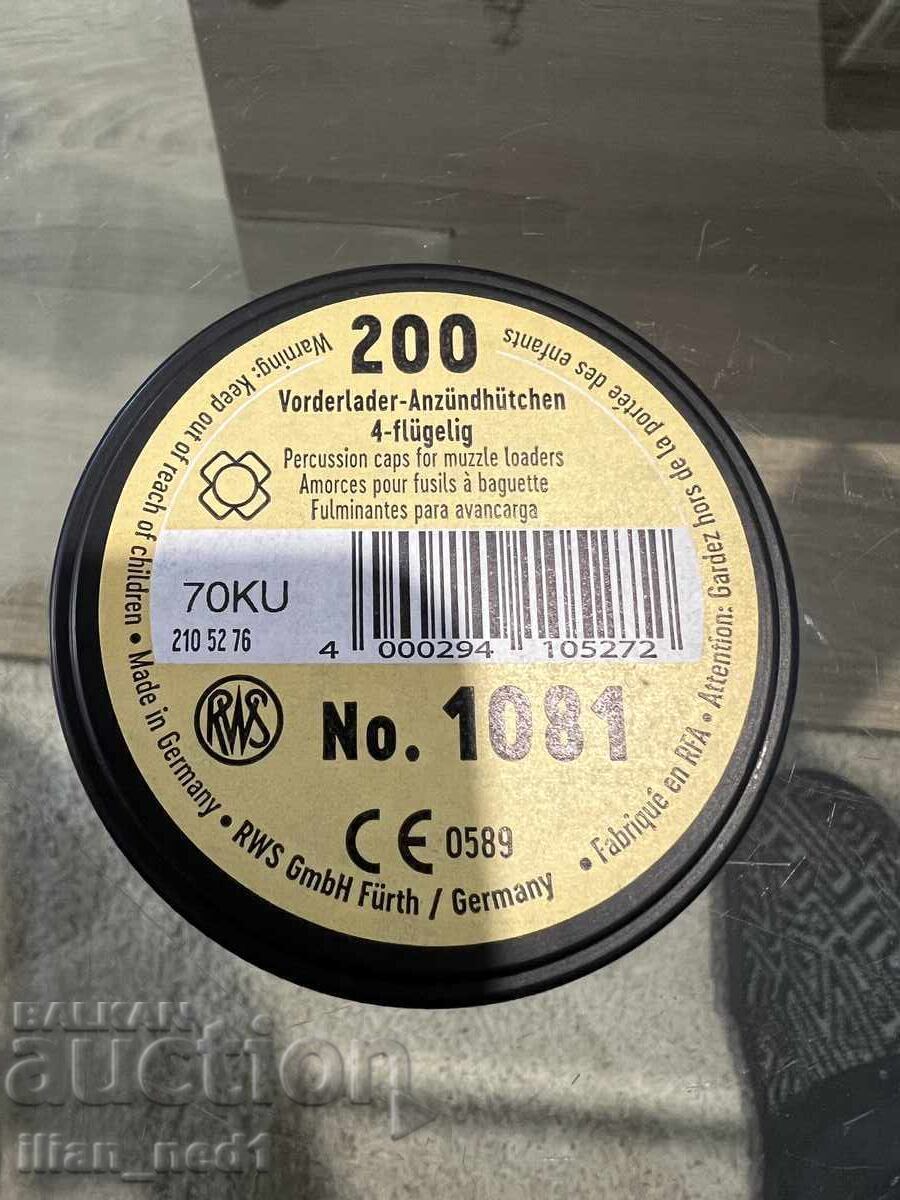 200
Vorderlader-Anzündhütchen
4-flügelig
Percussion caps for muzzle loaders
Amorces pour fusils à baguette
Fulminantes para avancarga
70KU
210 52 76
4 000294 105272
RWS
No. 1081
CE 0589
Warning: Keep out of reach of children • Made in Germany • RWS GmbH Fürth / Germany
• Fabriqué en RFA • Attention: Gardez hors de la portée des enfants
BALKAN
auction
ilian_ned1